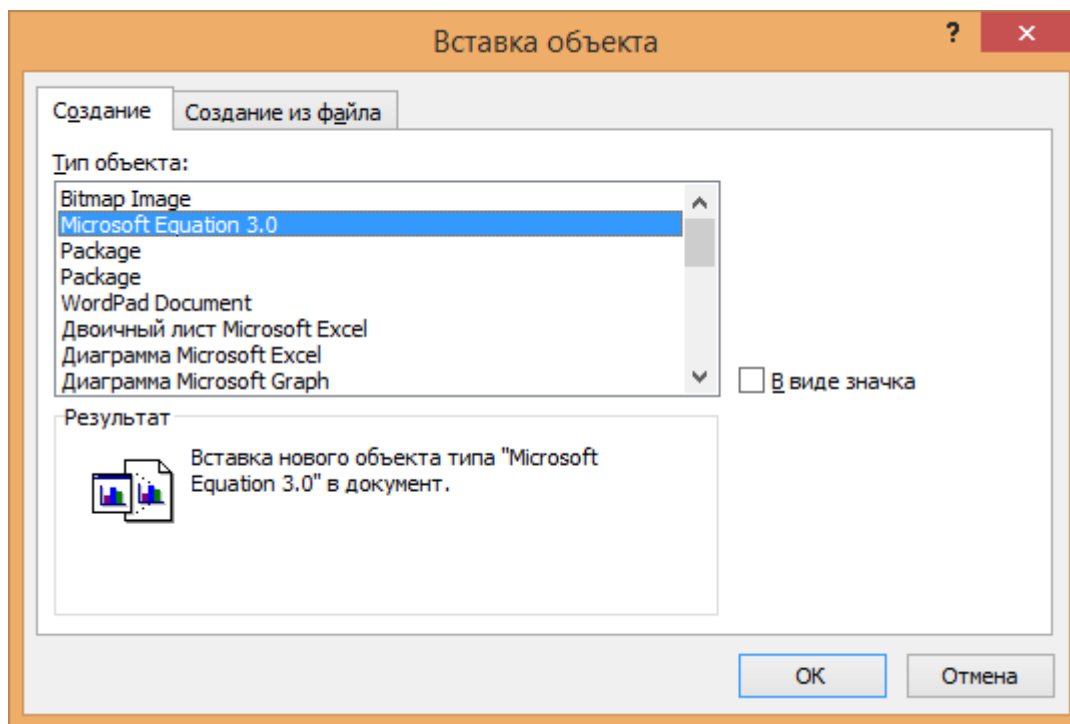 Вставка объекта
?
×
Создание
Создание из файла
Тип объекта:
Bitmap Image
Microsoft Equation 3.0
Package
Package
WordPad Document
Двоичный лист Microsoft Excel
Диаграмма Microsoft Excel
Диаграмма Microsoft Graph
В виде значка
Результат
Вставка нового объекта типа "Microsoft
Equation 3.0" в документ.
ОК
Отмена